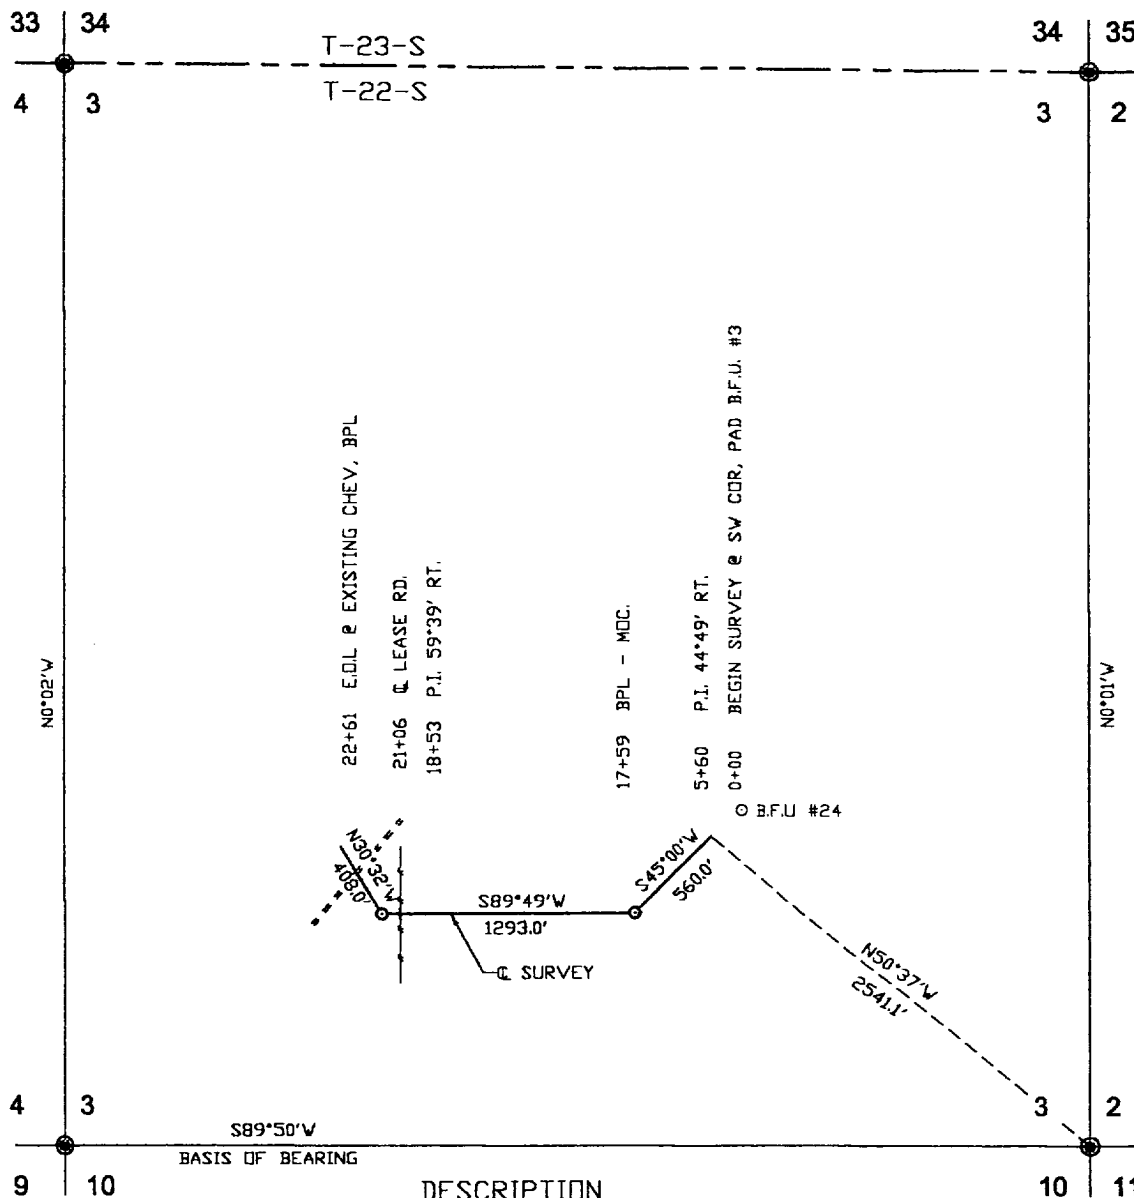 33 34
34 35
T-23-S
T-22-S
4 3
3 2
22+61 E.O.L @ EXISTING CHEV, BPL
21+06 ℄ LEASE RD.
18+53 P.I. 59°39' RT.
17+59 BPL - MOC.
5+60 P.I. 44°49' RT.
0+00 BEGIN SURVEY @ SW COR, PAD B.F.U. #3
N0°02'W
N0°01'W
B.F.U #24
N30°32'W
408.0'
S89°49'W
1293.0'
S45°00'W
560.0'
℄ SURVEY
N50°37'W
2541.1'
4 3
3 2
S89°50'W
BASIS OF BEARING
9 10
10 11
DESCRIPTION